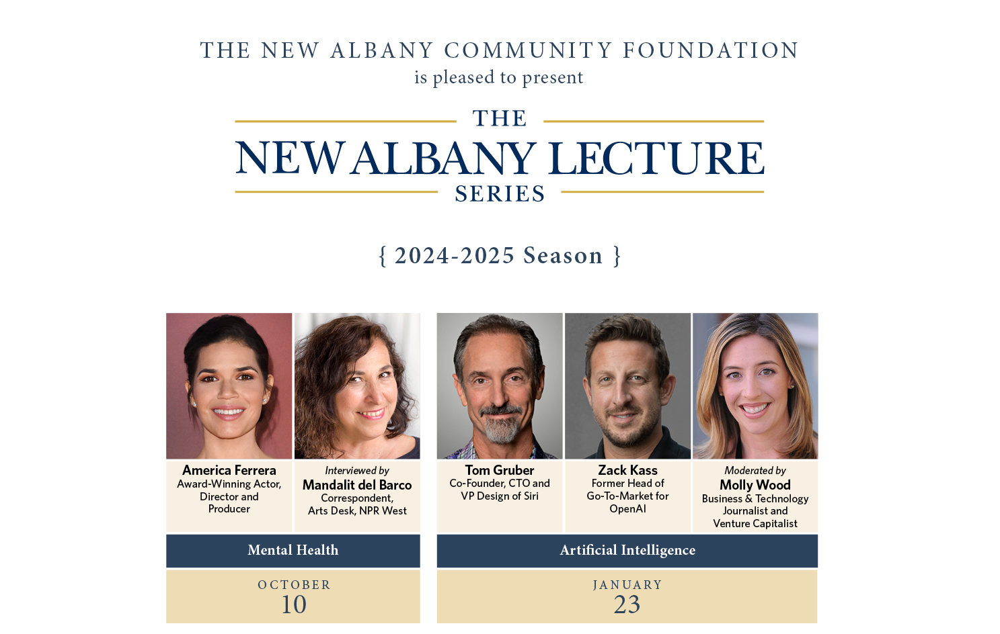 THE NEW ALBANY COMMUNITY FOUNDATION
is pleased to present
THE
NEW ALBANY LECTURE
SERIES
{ 2024-2025 Season }
America Ferrera
Award-Winning Actor,
Director and
Producer
Interviewed by
Mandalit del Barco
Correspondent,
Arts Desk, NPR West
Mental Health
OCTOBER
10
Tom Gruber
Co-Founder, CTO and
VP Design of Siri
Zack Kass
Former Head of
Go-To-Market for
OpenAI
Moderated by
Molly Wood
Business & Technology
Journalist and
Venture Capitalist
Artificial Intelligence
JANUARY
23